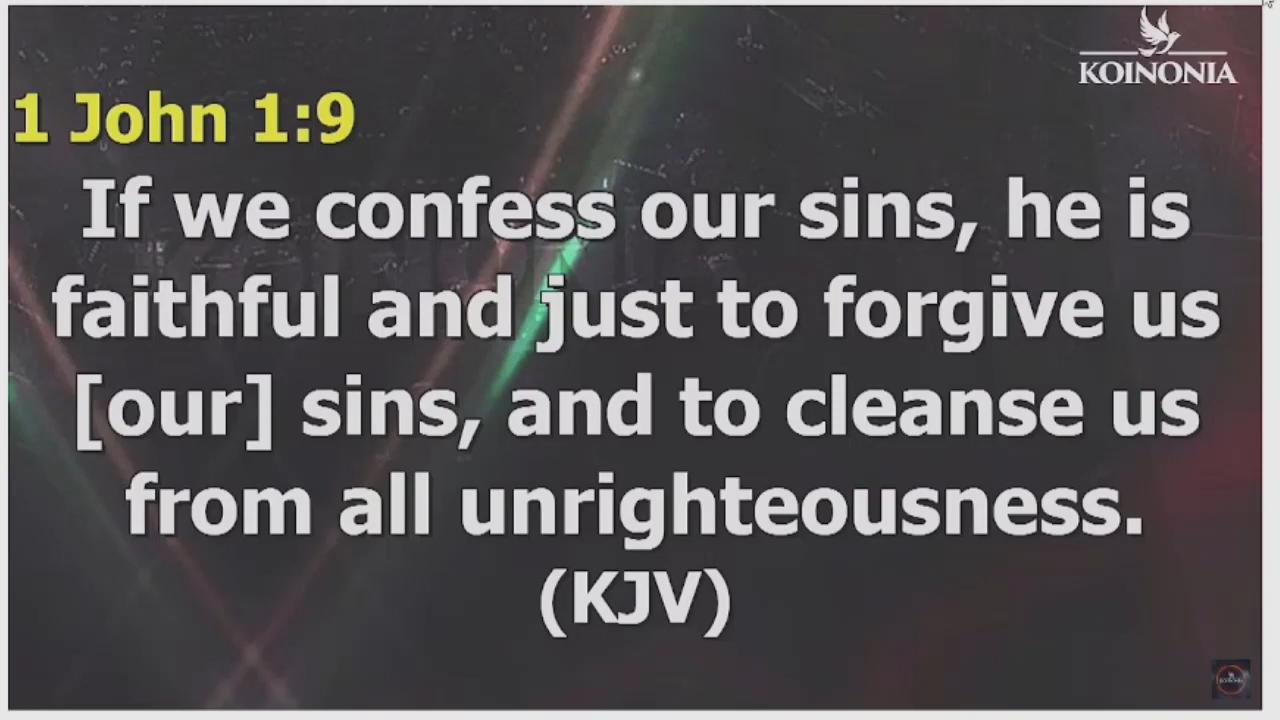 KOINONIA
1 John 1:9
If we confess our sins, he is
faithful and just to forgive us
[our] sins, and to cleanse us
from all unrighteousness.
(KJV)